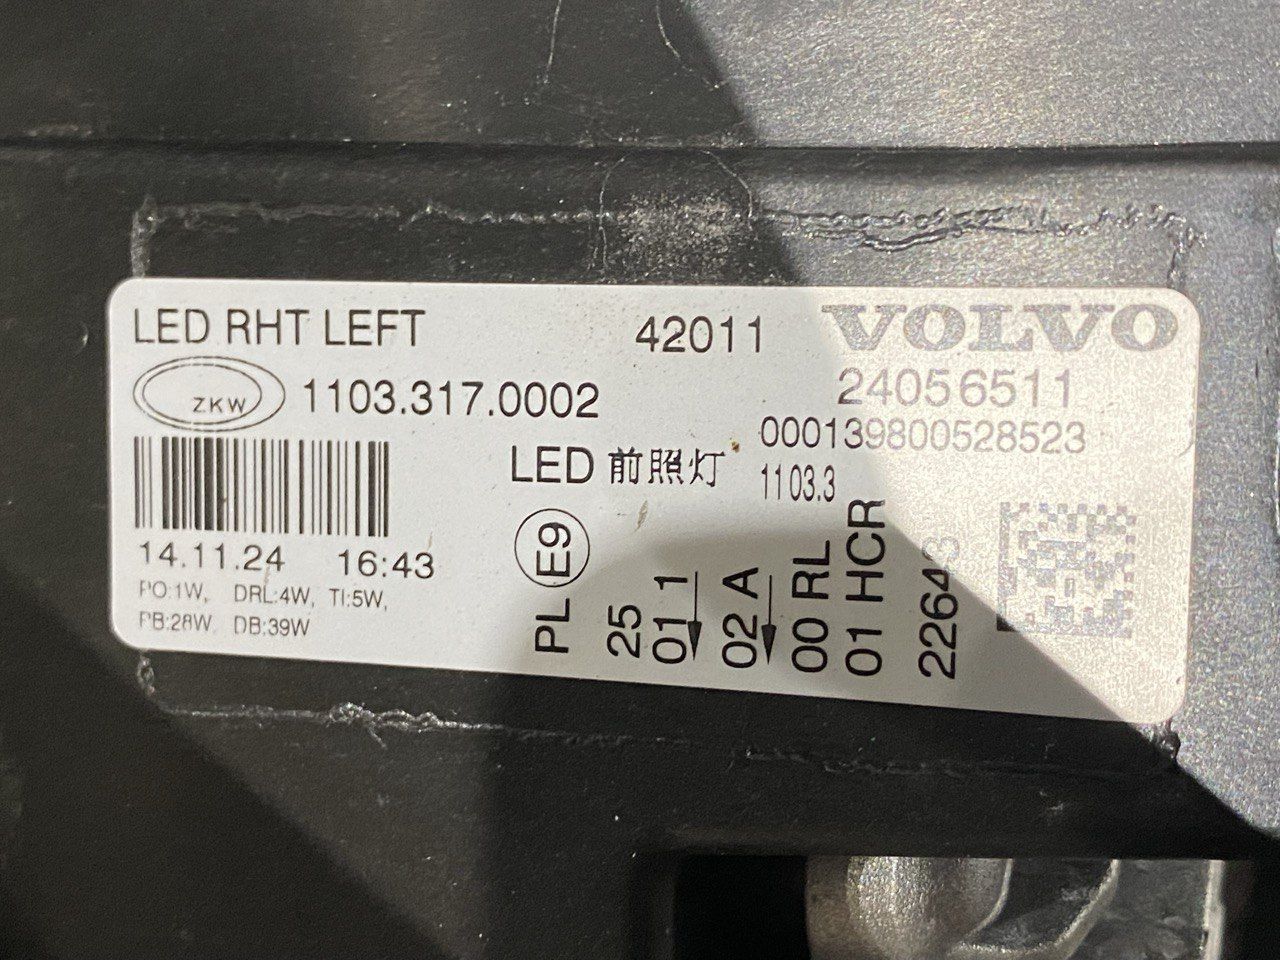 LED RHT LEFT
42011
VOLVO
ZKW
1103.317.0002
24056511
000139800528523
LED 前照灯
1103.3
14.11.24 16:43
PO:1W, DRL:4W, TI:5W,
PB:28W DB:39W
PL E9
25
01 1
02 A
00 RL
01 HCR
22643